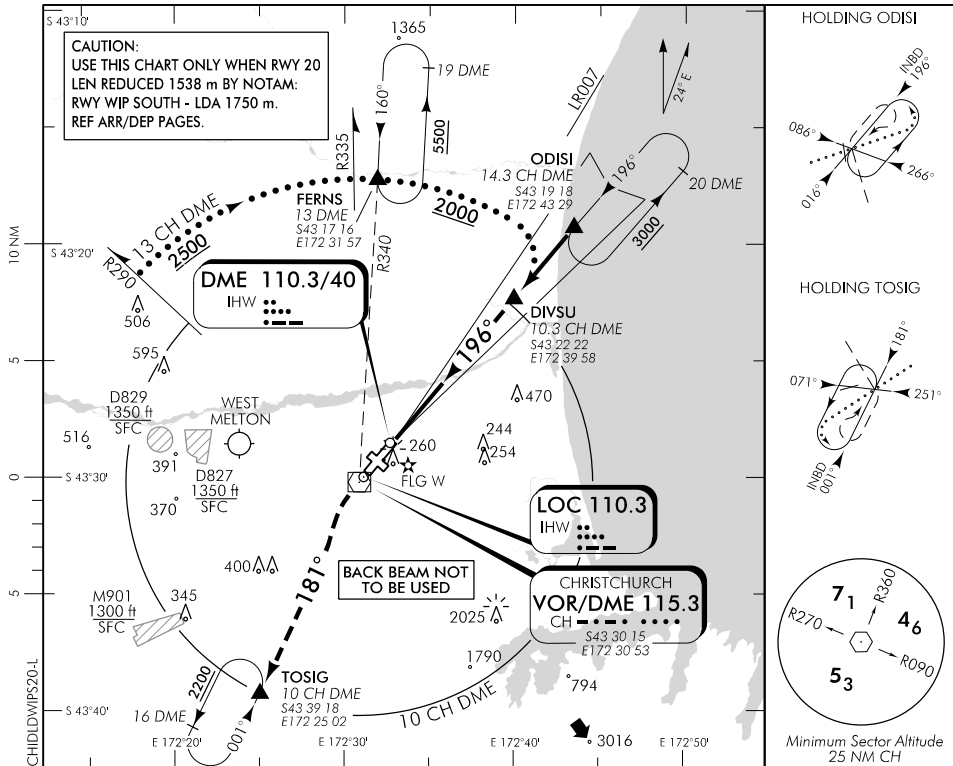 S 43°10'
CAUTION:
USE THIS CHART ONLY WHEN RWY 20
LEN REDUCED 1538 m BY NOTAM:
RWY WIP SOUTH - LDA 1750 m.
REF ARR/DEP PAGES.
1365
19 DME
160°
5500
R335
LR007
24° E
ODISI
14.3 CH DME
S43 19 18
E172 43 29
196°
20 DME
3000
FERNS
13 DME
S43 17 16
E172 31 57
2000
13 CH DME
2500
R290
R340
10 NM
S 43°20'
DME 110.3/40
IHW
196°
DIVSU
10.3 CH DME
S43 22 22
E172 39 58
506
595
5
D829
1350 ft
SFC
WEST
MELTON
516
391
D827
1350 ft
SFC
370
470
244
254
260
FLG W
0
S 43°30'
LOC 110.3
IHW
CHRISTCHURCH
VOR/DME 115.3
CH
S43 30 15
E172 30 53
400
181°
BACK BEAM NOT
TO BE USED
5
M901
1300 ft
SFC
345
2025
1790
794
10 CH DME
2200
TOSIG
10 CH DME
S43 39 18
E172 25 02
16 DME
001°
S 43°40'
E 172°20'
E 172°30'
E 172°40'
E 172°50'
3016
CHIDLDWIPS20-L
HOLDING ODISI
INBD
196°
086°
266°
016°
HOLDING TOSIG
181°
071°
251°
INBD
001°
7₁
R360
4₆
R270
R090
5₃
Minimum Sector Altitude
25 NM CH